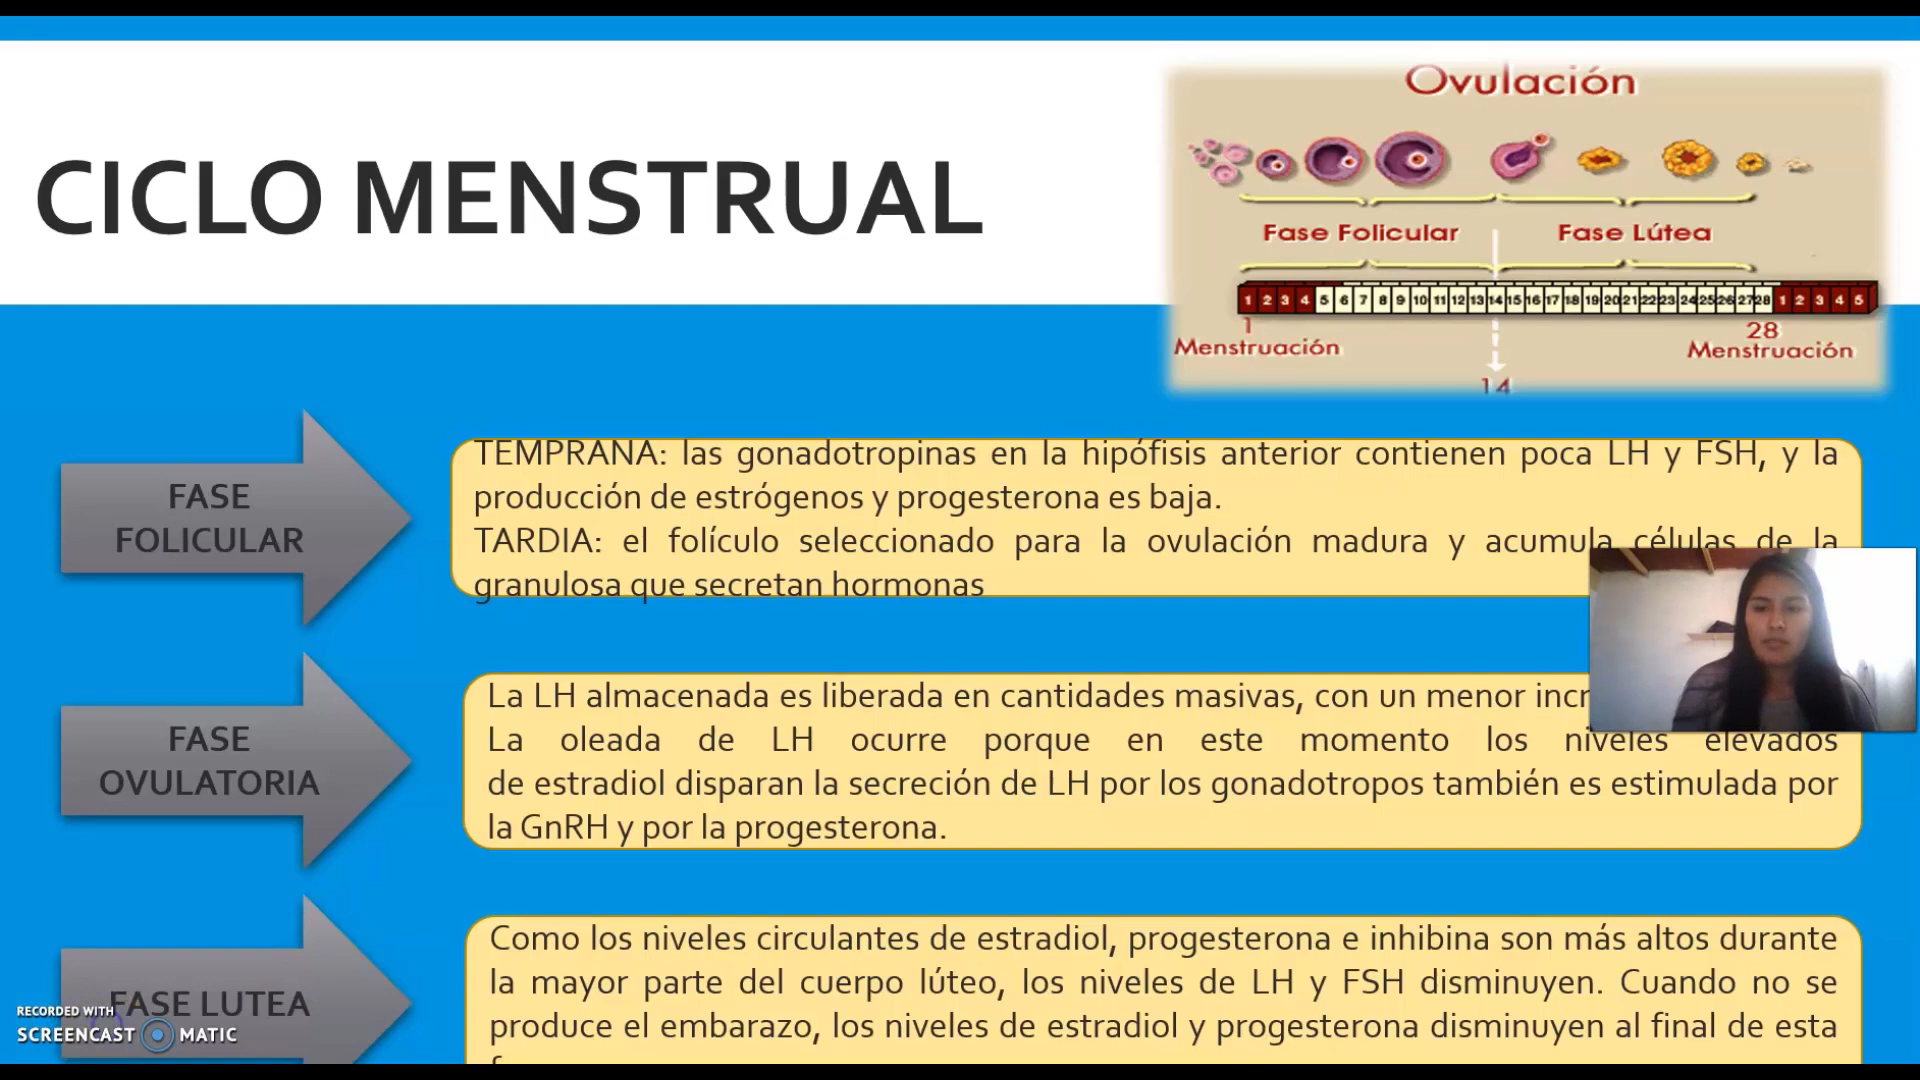 CICLO MENSTRUAL
Ovulación
Fase Folicular Fase Lútea
1 2 3 4 5 6 7 8 9 10 11 12 13 14 15 16 17 18 19 20 21 22 23 24 25 26 27 28 1 2 3 4 5
1 28
Menstruación Menstruación
14
FASE
FOLICULAR
TEMPRANA: las gonadotropinas en la hipófisis anterior contienen poca LH y FSH, y la
producción de estrógenos y progesterona es baja.
TARDIA: el folículo seleccionado para la ovulación madura y acumula células de la
granulosa que secretan hormonas
FASE
OVULATORIA
La LH almacenada es liberada en cantidades masivas, con un menor
La oleada de LH ocurre porque en este momento los niveles elevados
de estradiol disparan la secreción de LH por los gonadotropos también es estimulada por
la GnRH y por la progesterona.
FASE LUTEA
Como los niveles circulantes de estradiol, progesterona e inhibina son más altos durante
la mayor parte del cuerpo lúteo, los niveles de LH y FSH disminuyen. Cuando no se
produce el embarazo, los niveles de estradiol y progesterona disminuyen al final de esta
RECORDED WITH
SCREENCAST MATIC